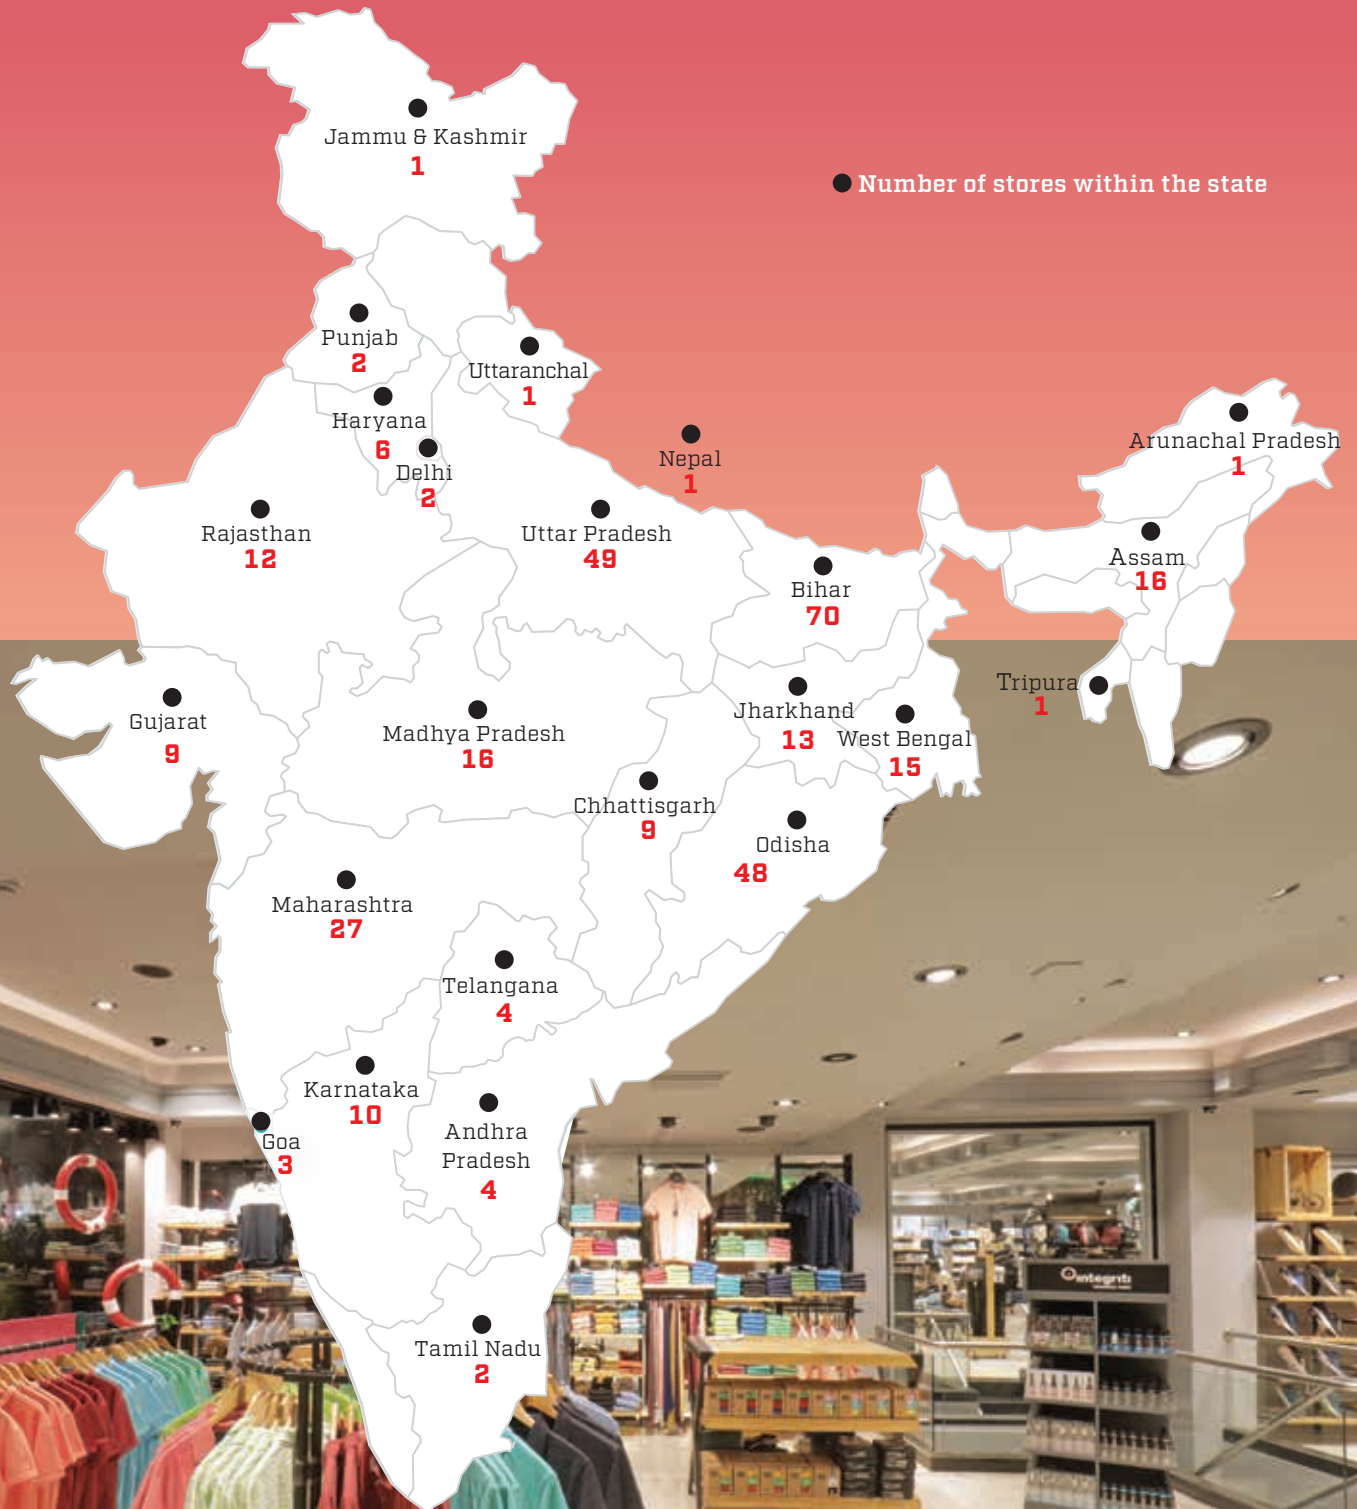 Jammu & Kashmir
1
Number of stores within the state
Punjab
2
Uttaranchal
1
Haryana
6
Delhi
2
Nepal
1
Arunachal Pradesh
1
Rajasthan
12
Uttar Pradesh
49
Assam
16
Bihar
70
Tripura
1
Gujarat
9
Madhya Pradesh
16
Jharkhand
13
West Bengal
15
Chhattisgarh
9
Odisha
48
Maharashtra
27
Telangana
4
Karnataka
10
Andhra
Pradesh
4
Goa
3
integriti
Tamil Nadu
2